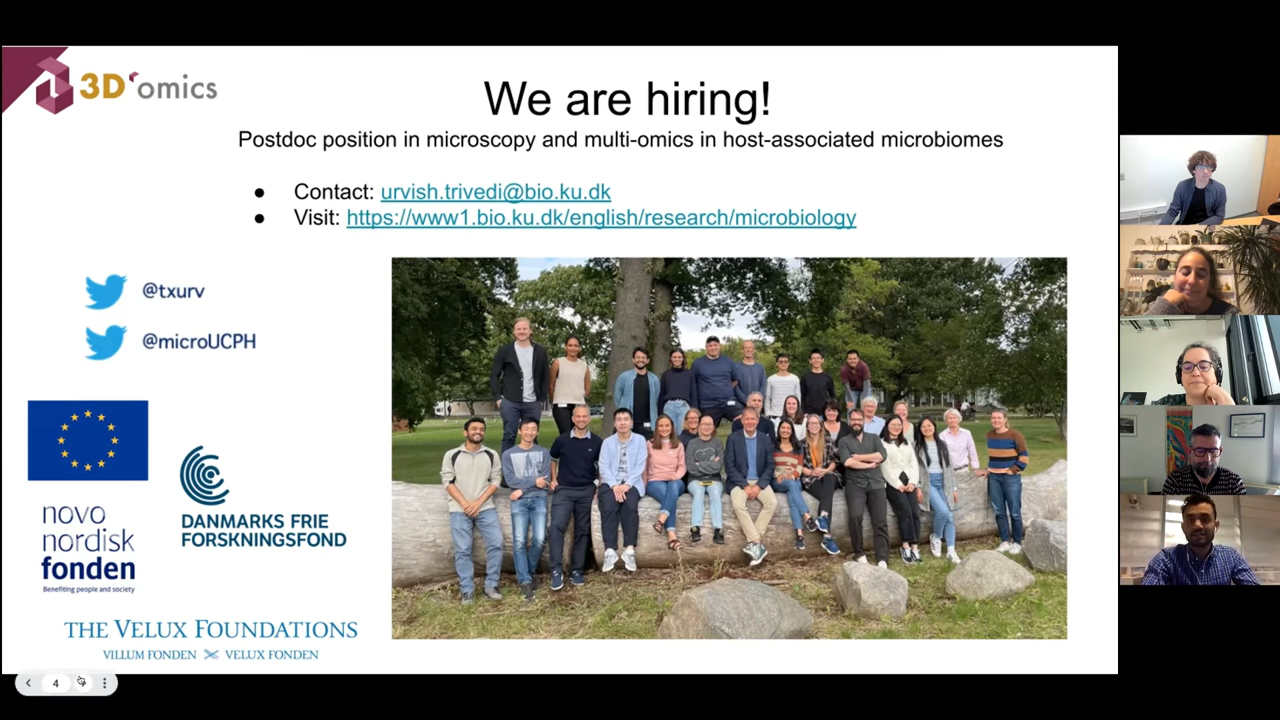 3D'omics
We are hiring!
Postdoc position in microscopy and multi-omics in host-associated microbiomes
● Contact: urvish.trivedi@bio.ku.dk
● Visit: https://www1.bio.ku.dk/english/research/microbiology
@txurv
@microUCPH
DANMARKS FRIE
FORSKNINGSFOND
novo
nordisk
fonden
Benefiting people and society
THE VELUX FOUNDATIONS
VILLUM FONDEN VELUX FONDEN
4